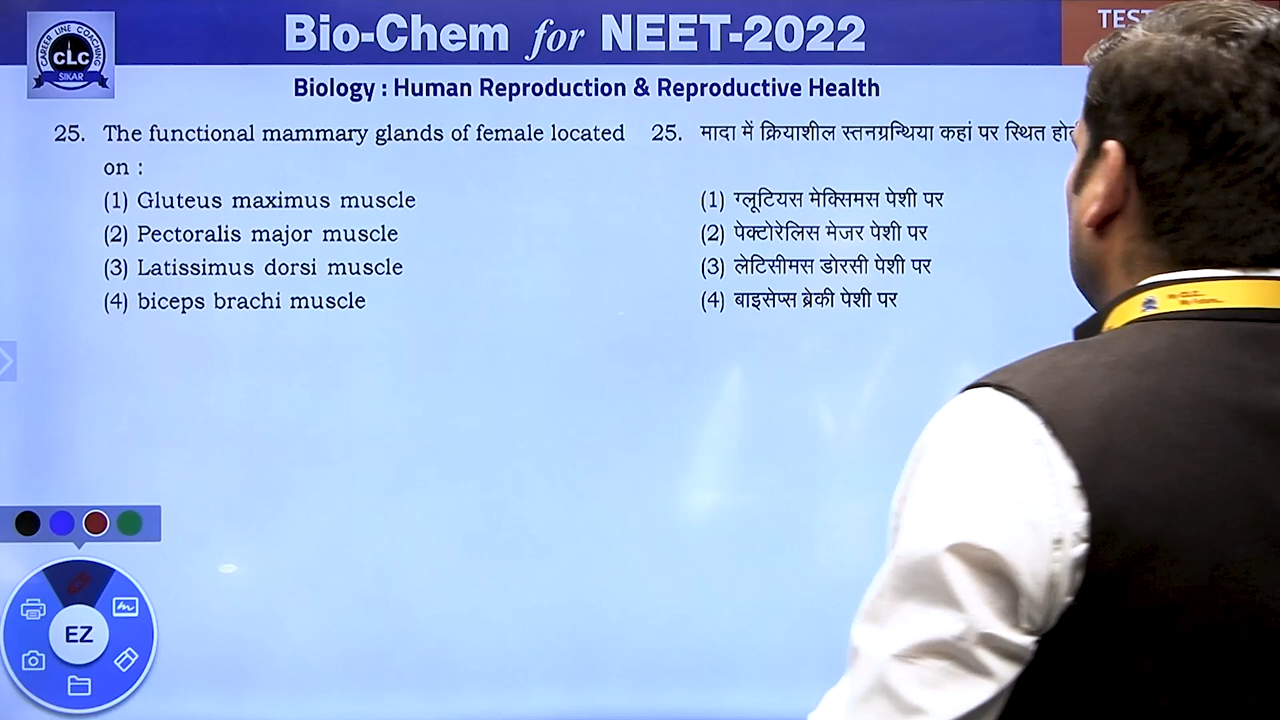 Bio-Chem for NEET-2022
TEST
CAREER LINE COACHING
CLC
SIKAR
Biology : Human Reproduction & Reproductive Health
25. The functional mammary glands of female located
on :
(1) Gluteus maximus muscle
(2) Pectoralis major muscle
(3) Latissimus dorsi muscle
(4) biceps brachi muscle
25. मादा में क्रियाशील स्तनग्रन्थिया कहां पर स्थित
(1) ग्लूटियस मेक्सिमस पेशी पर
(2) पेक्टोरेलिस मेजर पेशी पर
(3) लेटिसीमस डोरसी पेशी पर
(4) बाइसेप्स ब्रेकी पेशी पर
EZ